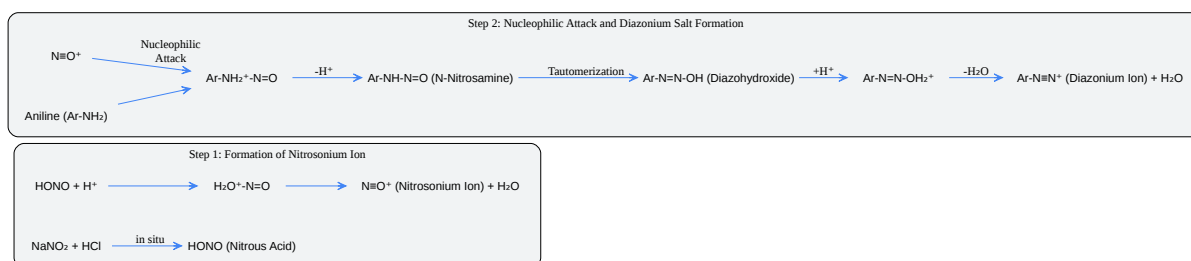 Step 2: Nucleophilic Attack and Diazonium Salt Formation
N≡O⁺
Nucleophilic
Attack
Aniline (Ar-NH₂)
Ar-NH₂⁺-N=O
-H⁺
Ar-NH-N=O (N-Nitrosamine)
Tautomerization
Ar-N=N-OH (Diazohydroxide)
+H⁺
Ar-N=N-OH₂⁺
-H₂O
Ar-N≡N⁺ (Diazonium Ion) + H₂O
Step 1: Formation of Nitrosonium Ion
HONO + H⁺
H₂O⁺-N=O
N≡O⁺ (Nitrosonium Ion) + H₂O
NaNO₂ + HCl
in situ
HONO (Nitrous Acid)